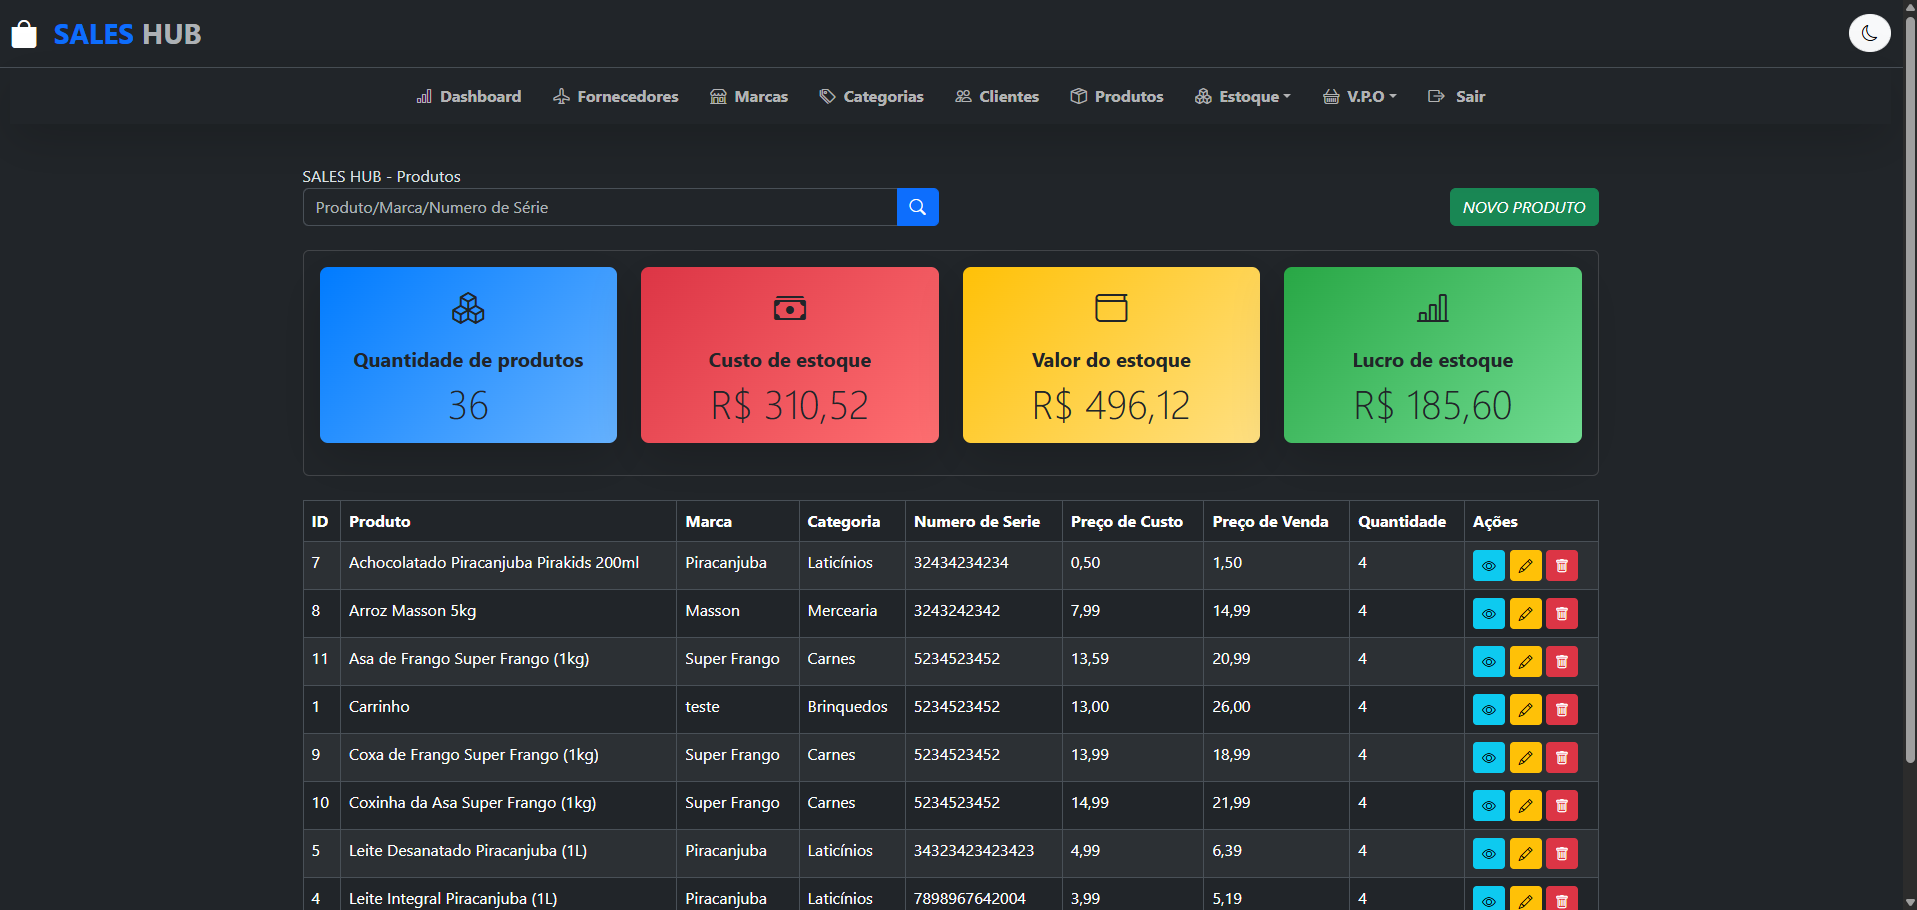 SALES HUB
Dashboard Fornecedores Marcas Categorias Clientes Produtos Estoque V.P.O Sair
SALES HUB - Produtos
Produto/Marca/Numero de Série
NOVO PRODUTO
Quantidade de produtos
36
Custo de estoque
R$ 310,52
Valor do estoque
R$ 496,12
Lucro de estoque
R$ 185,60
ID Produto Marca Categoria Numero de Serie Preço de Custo Preço de Venda Quantidade Ações
7 Achocolatado Piracanjuba Pirakids 200ml Piracanjuba Laticínios 32434234234 0,50 1,50 4
8 Arroz Masson 5kg Masson Mercearia 3243242342 7,99 14,99 4
11 Asa de Frango Super Frango (1kg) Super Frango Carnes 5234523452 13,59 20,99 4
1 Carrinho teste Brinquedos 5234523452 13,00 26,00 4
9 Coxa de Frango Super Frango (1kg) Super Frango Carnes 5234523452 13,99 18,99 4
10 Coxinha da Asa Super Frango (1kg) Super Frango Carnes 5234523452 14,99 21,99 4
5 Leite Desanatado Piracanjuba (1L) Piracanjuba Laticínios 34323423423423 4,99 6,39 4
4 Leite Integral Piracanjuba (1L) Piracanjuba Laticínios 7898967642004 3,99 5,19 4